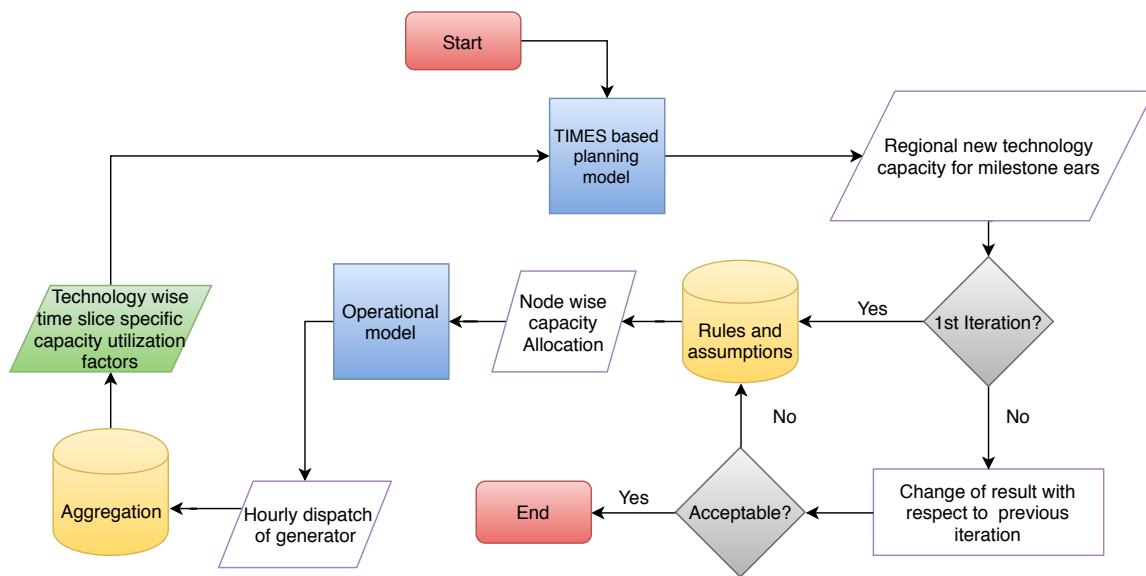 Start
TIMES based
planning
model
Regional new technology
capacity for milestone ears
1st Iteration?
Yes
No
Rules and
assumptions
Node wise
capacity
Allocation
Operational
model
Technology wise
time slice specific
capacity utilization
factors
Aggregation
Hourly dispatch
of generator
Change of result with
respect to previous
iteration
Acceptable?
No
Yes
End